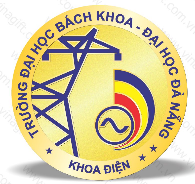 TRƯỜNG ĐẠI HỌC BÁCH KHOA - ĐẠI HỌC ĐÀ NẴNG
KHOA ĐIỆN